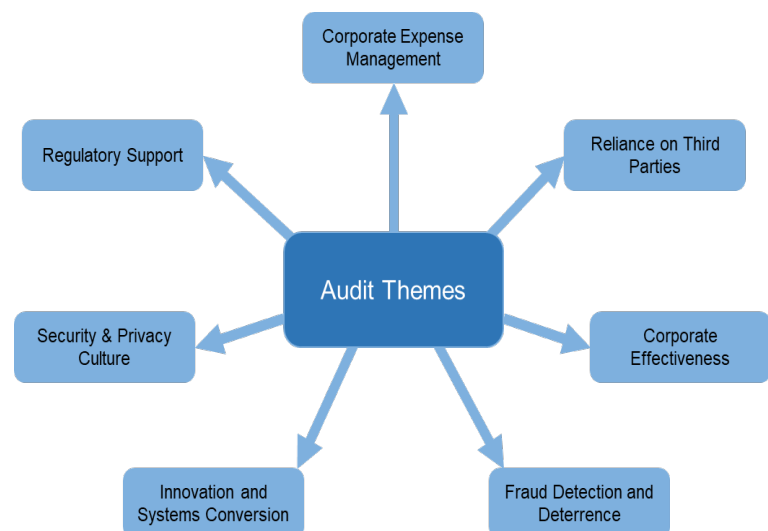 Corporate Expense
Management
Regulatory Support
Reliance on Third
Parties
Audit Themes
Security & Privacy
Culture
Corporate
Effectiveness
Innovation and
Systems Conversion
Fraud Detection and
Deterrence